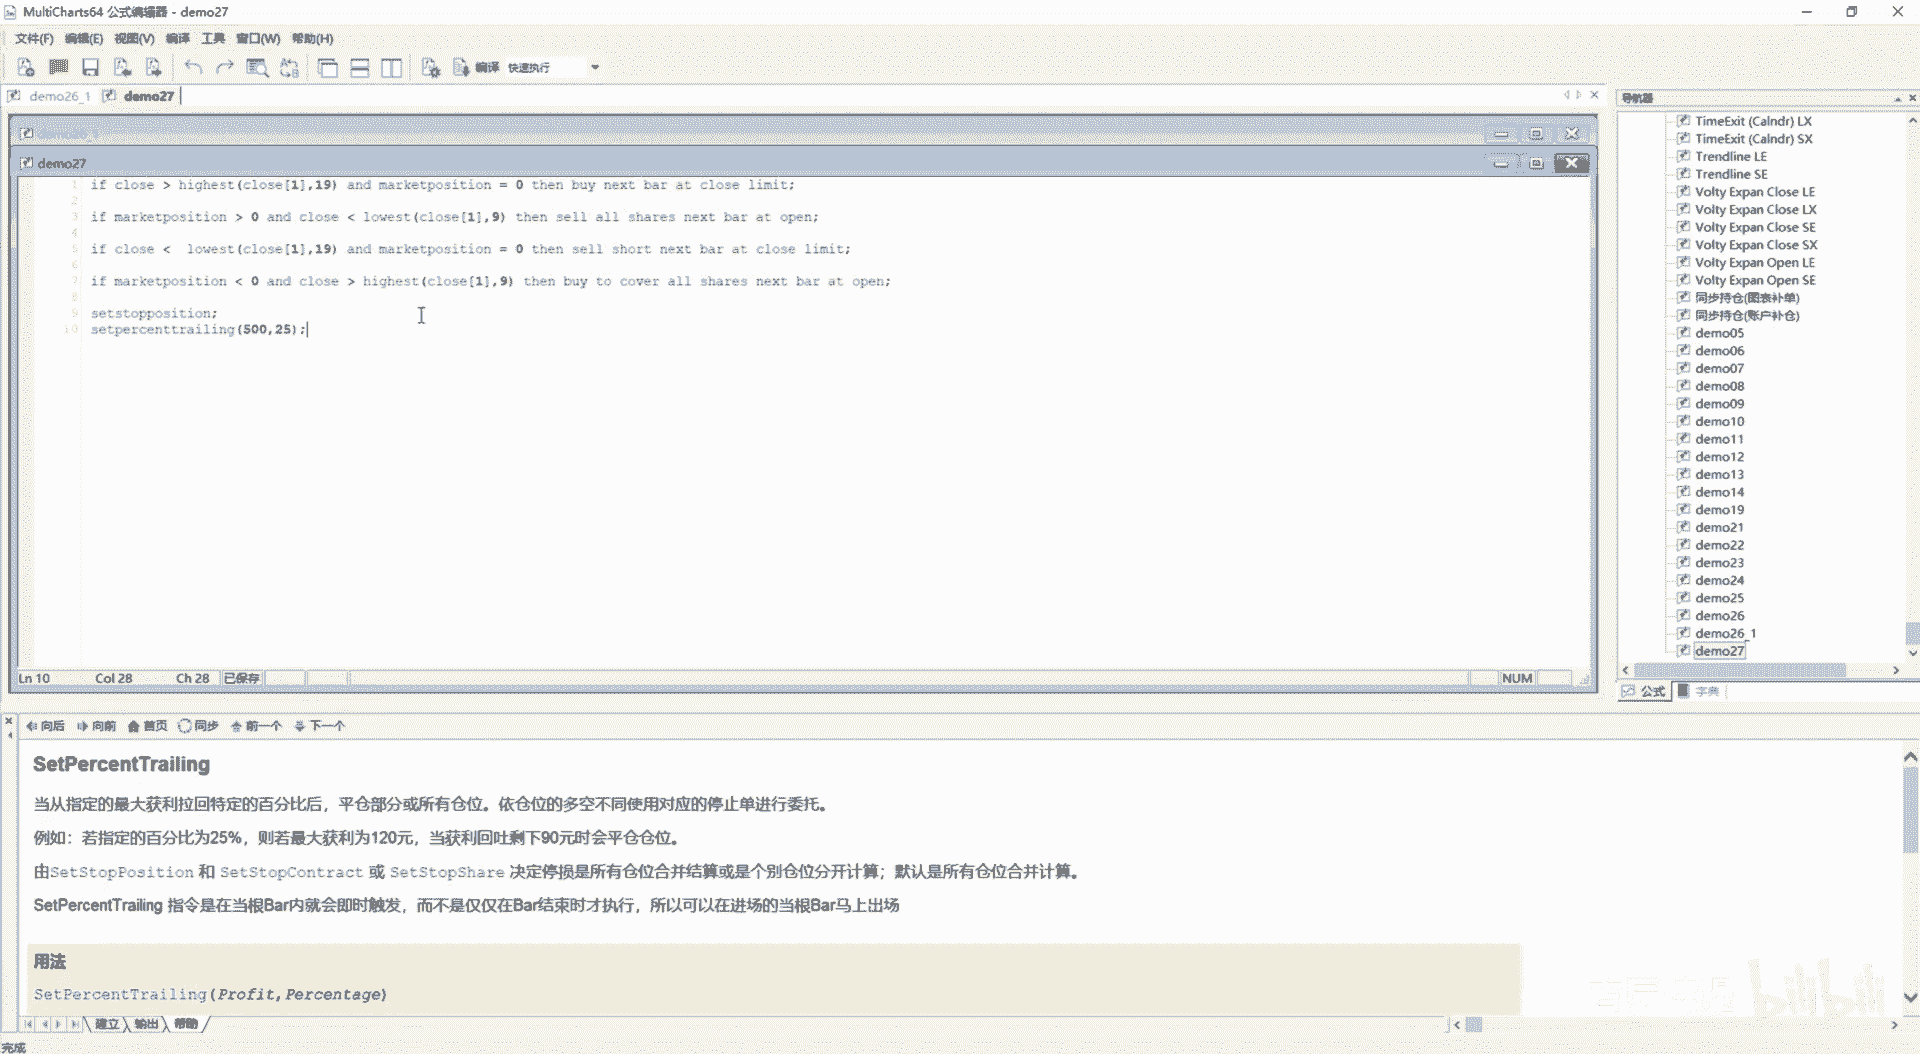 MultiCharts64 公式编辑器 - demo27
文件(F) 编辑(E) 视图(V) 编译 工具 窗口(W) 帮助(H)
编译 快速执行
demo26_1 demo27
导航器
demo27
1 if close > highest(close[1],19) and marketposition = 0 then buy next bar at close limit;
2
3 if marketposition > 0 and close < lowest(close[1],9) then sell all shares next bar at open;
4
5 if close <  lowest(close[1],19) and marketposition = 0 then sell short next bar at close limit;
6
7 if marketposition < 0 and close > highest(close[1],9) then buy to cover all shares next bar at open;
8
9 setstopposition;
10 setpercenttrailing(500,25);
Ln 10 Col 28 Ch 28 已保存 NUM
TimeExit (Calndr) LX
TimeExit (Calndr) SX
Trendline LE
Trendline SE
Volty Expan Close LE
Volty Expan Close LX
Volty Expan Close SE
Volty Expan Close SX
Volty Expan Open LE
Volty Expan Open SE
同步持仓(图表补单)
同步持仓(账户补仓)
demo05
demo06
demo07
demo08
demo09
demo10
demo11
demo12
demo13
demo14
demo19
demo21
demo22
demo23
demo24
demo25
demo26
demo26_1
demo27
公式 字典
向后 向前 首页 同步 前一个 下一个
SetPercentTrailing
当从指定的最大获利拉回特定的百分比后，平仓部分或所有仓位。依仓位的多空不同使用对应的停止单进行委托。
例如：若指定的百分比为25%，则若最大获利为120元，当获利回吐剩下90元时会平仓仓位。
由SetStopPosition 和 SetStopContract 或 SetStopShare 决定停损是所有仓位合并结算或是个别仓位分开计算；默认是所有仓位合并计算。
SetPercentTrailing 指令是在当根Bar内就会即时触发，而不是仅仅在Bar结束时才执行，所以可以在进场的当根Bar马上出场
用法
SetPercentTrailing(Profit,Percentage)
建立 输出 帮助
bilibili
完成